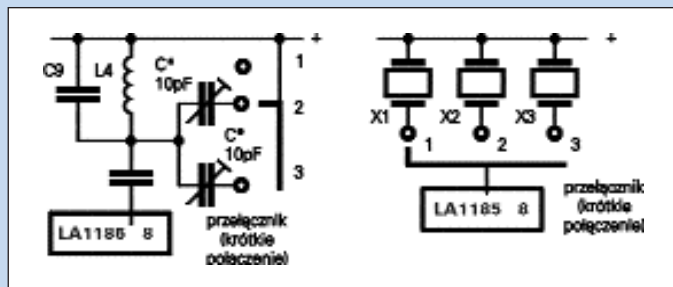 +
C9
L4
C*
10pF
1
2
C*
10pF
3
LA1186 8
przełącznik
(krótkie
połączenie)
+
X1
X2
X3
1
2
3
LA1185 8
przełącznik
(krótkie
połączenie)